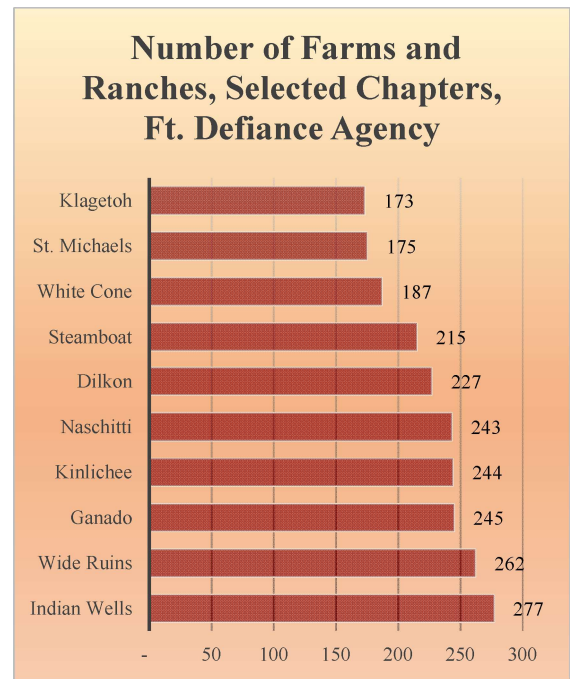 Number of Farms and
Ranches, Selected Chapters,
Ft. Defiance Agency
Klagetoh 173
St. Michaels 175
White Cone 187
Steamboat 215
Dilkon 227
Naschitti 243
Kinlichee 244
Ganado 245
Wide Ruins 262
Indian Wells 277
- 50 100 150 200 250 300